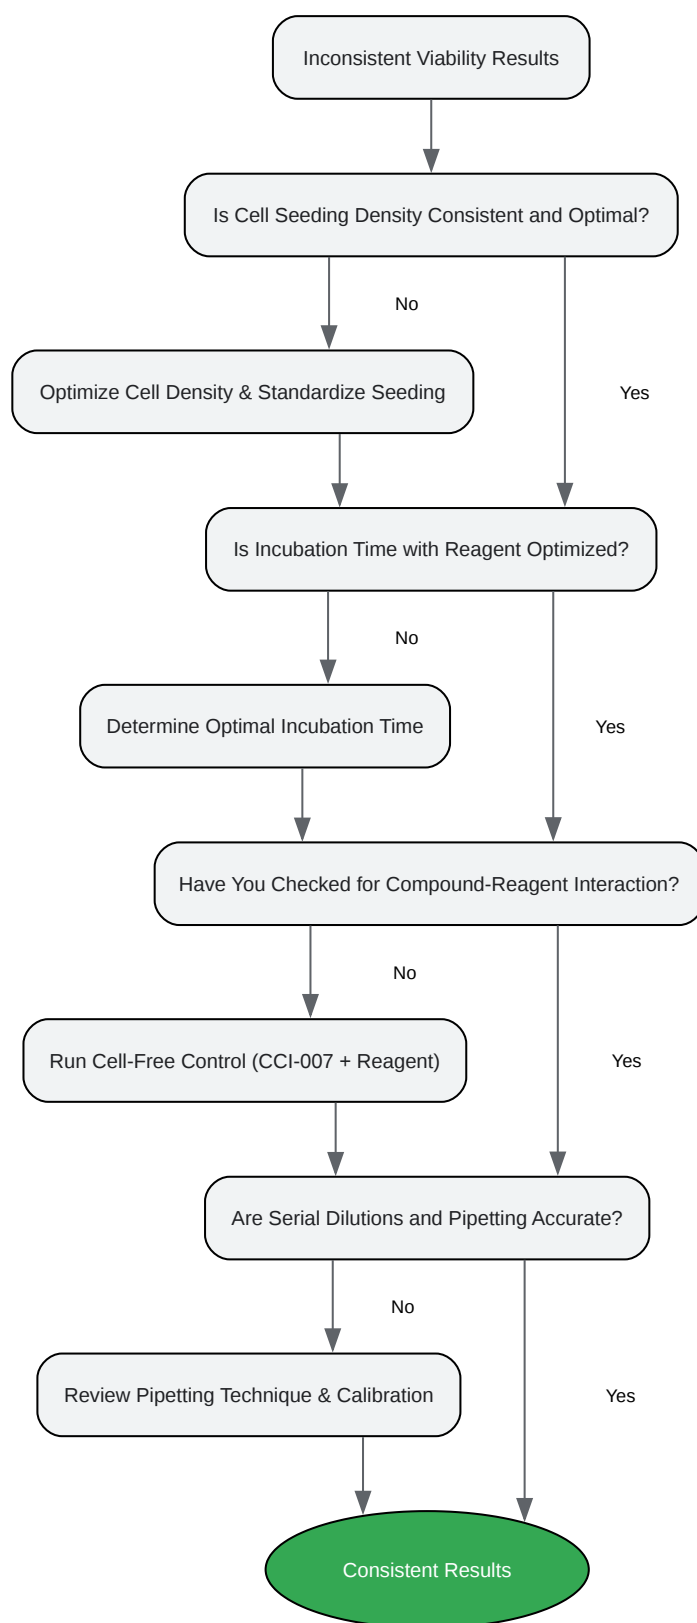 Inconsistent Viability Results
Is Cell Seeding Density Consistent and Optimal?
No
Optimize Cell Density & Standardize Seeding
Yes
Is Incubation Time with Reagent Optimized?
No
Determine Optimal Incubation Time
Yes
Have You Checked for Compound-Reagent Interaction?
No
Run Cell-Free Control (CCI-007 + Reagent)
Yes
Are Serial Dilutions and Pipetting Accurate?
No
Review Pipetting Technique & Calibration
Yes
Consistent Results